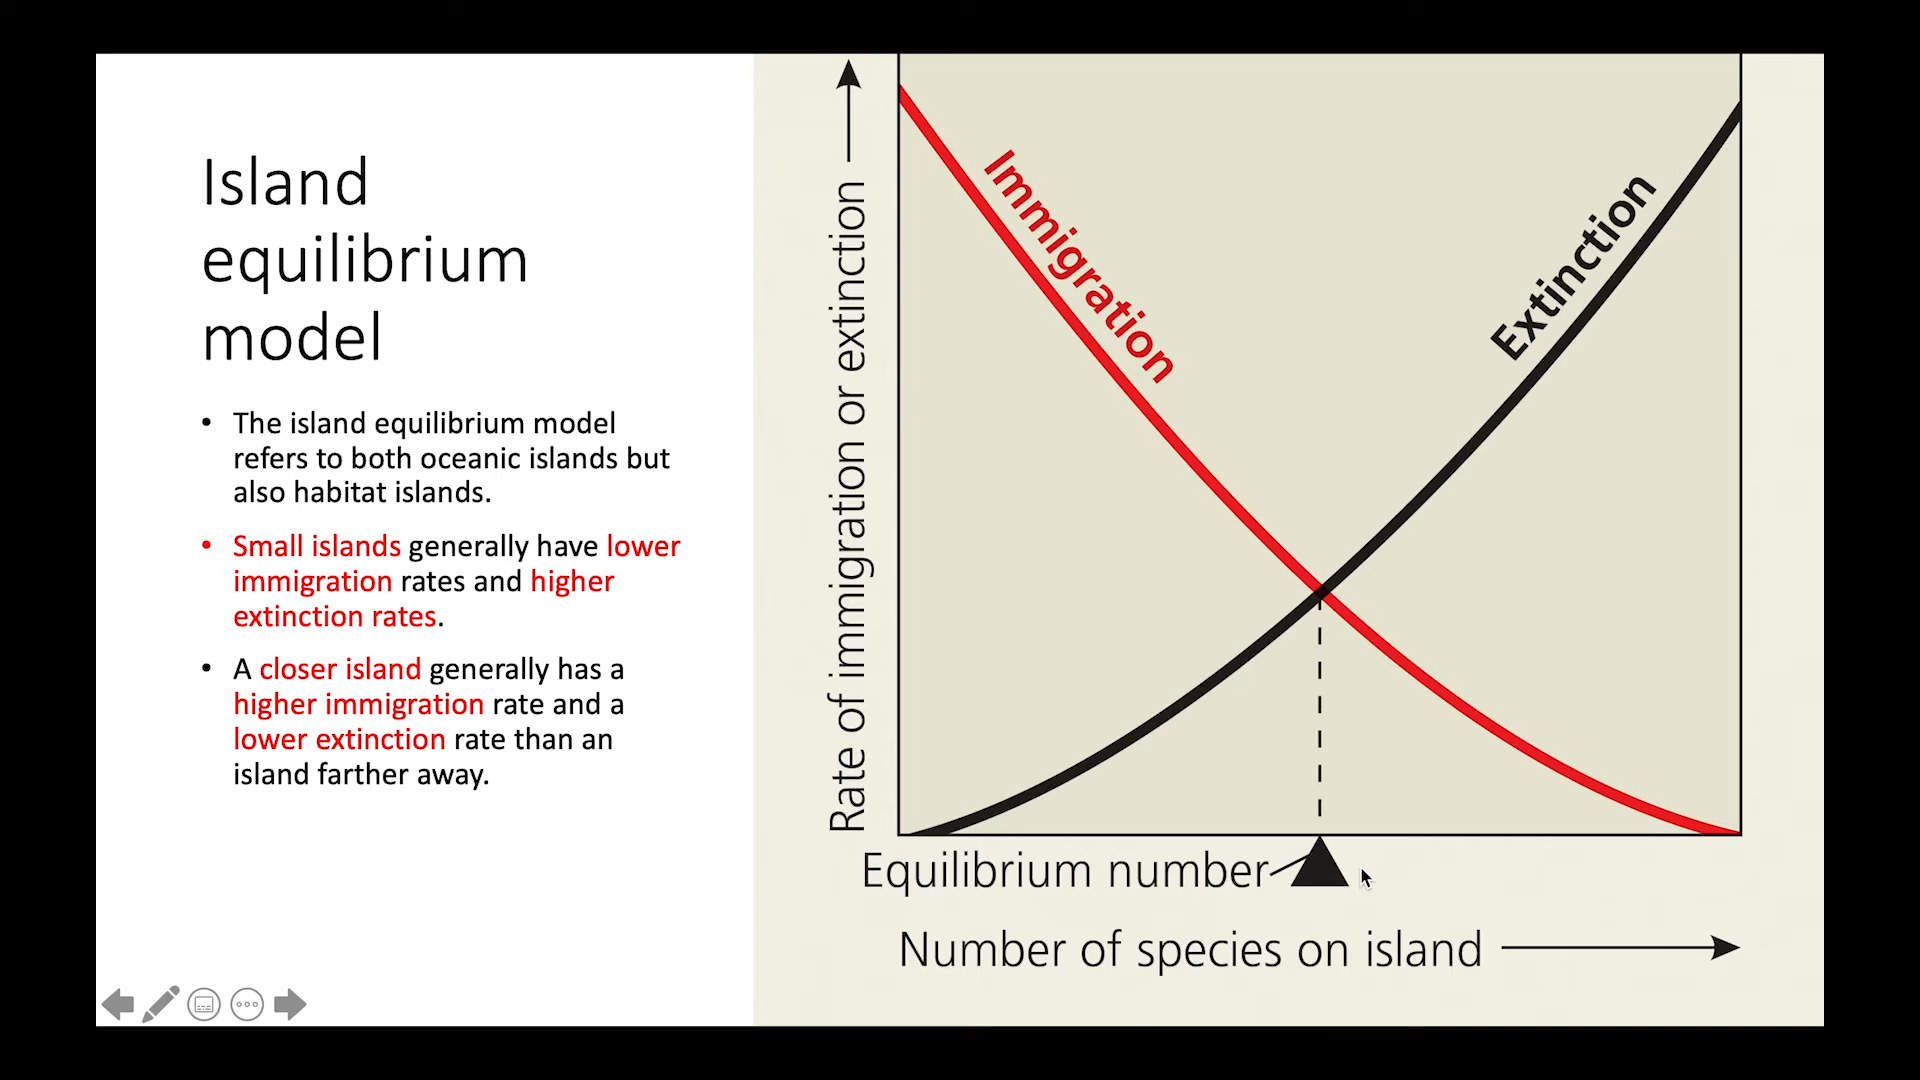 Island
equilibrium
model
• The island equilibrium model
refers to both oceanic islands but
also habitat islands.
• Small islands generally have lower
immigration rates and higher
extinction rates.
• A closer island generally has a
higher immigration rate and a
lower extinction rate than an
island farther away.
Rate of immigration or extinction
Immigration
Extinction
Equilibrium number
Number of species on island